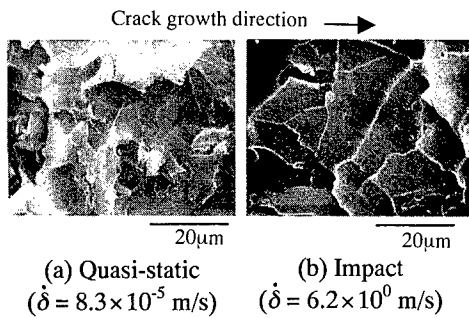 Crack growth direction
20μm 20μm
(a) Quasi-static (b) Impact
(δ̇ = 8.3×10⁻⁵ m/s) (δ̇ = 6.2×10⁰ m/s)